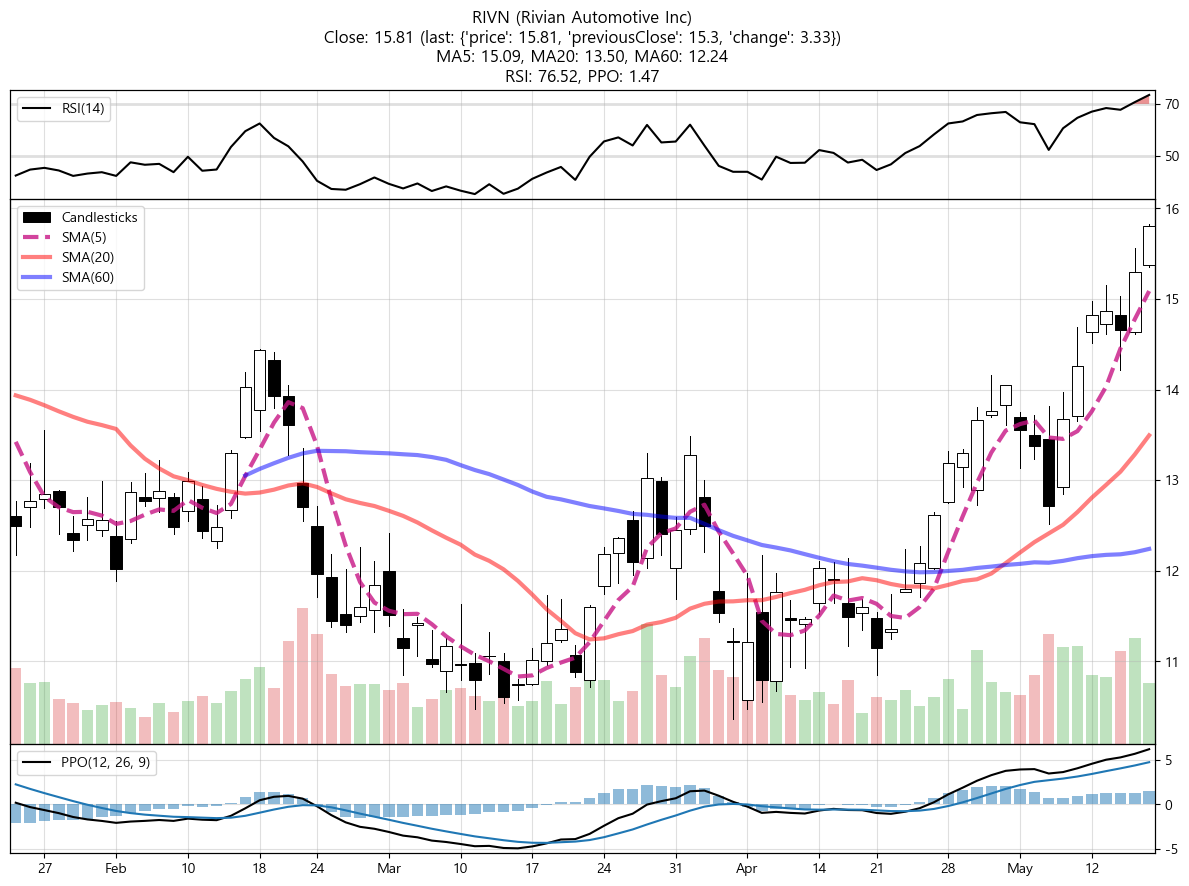 RIVN (Rivian Automotive Inc)
Close: 15.81 (last: {'price': 15.81, 'previousClose': 15.3, 'change': 3.33})
MA5: 15.09, MA20: 13.50, MA60: 12.24
RSI: 76.52, PPO: 1.47
RSI(14)
70
50
Candlesticks
SMA(5)
SMA(20)
SMA(60)
16
15
14
13
12
11
PPO(12, 26, 9)
5
0
-5
27 Feb 10 18 24 Mar 10 17 24 31 Apr 14 21 28 May 12